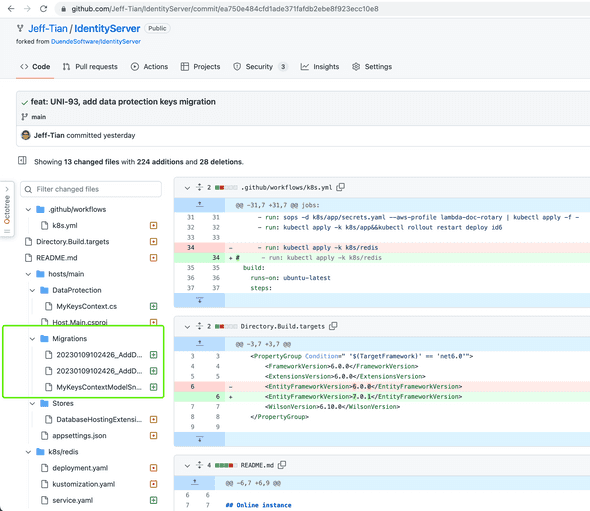 github.com/Jeff-Tian/IdentityServer/commit/ea750e484cfd1ade371fafdb2ebe8f923ecc10e8
Jeff-Tian / IdentityServer Public
forked from DuendeSoftware/IdentityServer
Code Pull requests Actions Projects Security 3 Insights Settings
feat: UNI-93, add data protection keys migration
main
Jeff-Tian committed yesterday
Showing 13 changed files with 224 additions and 28 deletions.
Octotree
Filter changed files
.github/workflows
k8s.yml
Directory.Build.targets
README.md
hosts/main
DataProtection
MyKeysContext.cs
Host.Main.csproj
Migrations
20230109102426_AddD...
20230109102426_AddD...
MyKeysContextModelSn...
Stores
DatabaseHostingExtensi...
appsettings.json
k8s/redis
deployment.yaml
kustomization.yaml
service.yaml
2 .github/workflows/k8s.yml
@@ -31,7 +31,7 @@ jobs:
31 31 - run: sops -d k8s/app/secrets.yaml --aws-profile lambda-doc-rotary | kubectl apply -f -
32 32 - run: kubectl apply -k k8s/app&&kubectl rollout restart deploy id6
33 33
34 - - run: kubectl apply -k k8s/redis
34 + # - run: kubectl apply -k k8s/redis
35 35 build:
36 36 runs-on: ubuntu-latest
37 37 steps:
2 Directory.Build.targets
@@ -3,7 +3,7 @@
3 3 <PropertyGroup Condition=" '$(TargetFramework)' == 'net6.0'">
4 4 <FrameworkVersion>6.0.0</FrameworkVersion>
5 5 <ExtensionsVersion>6.0.0</ExtensionsVersion>
6 - <EntityFrameworkVersion>6.0.0</EntityFrameworkVersion>
6 + <EntityFrameworkVersion>7.0.1</EntityFrameworkVersion>
7 7 <WilsonVersion>6.10.0</WilsonVersion>
8 8 </PropertyGroup>
9 9
4 README.md
@@ -6,7 +6,9 @@
6 6
7 7 ## Online instance